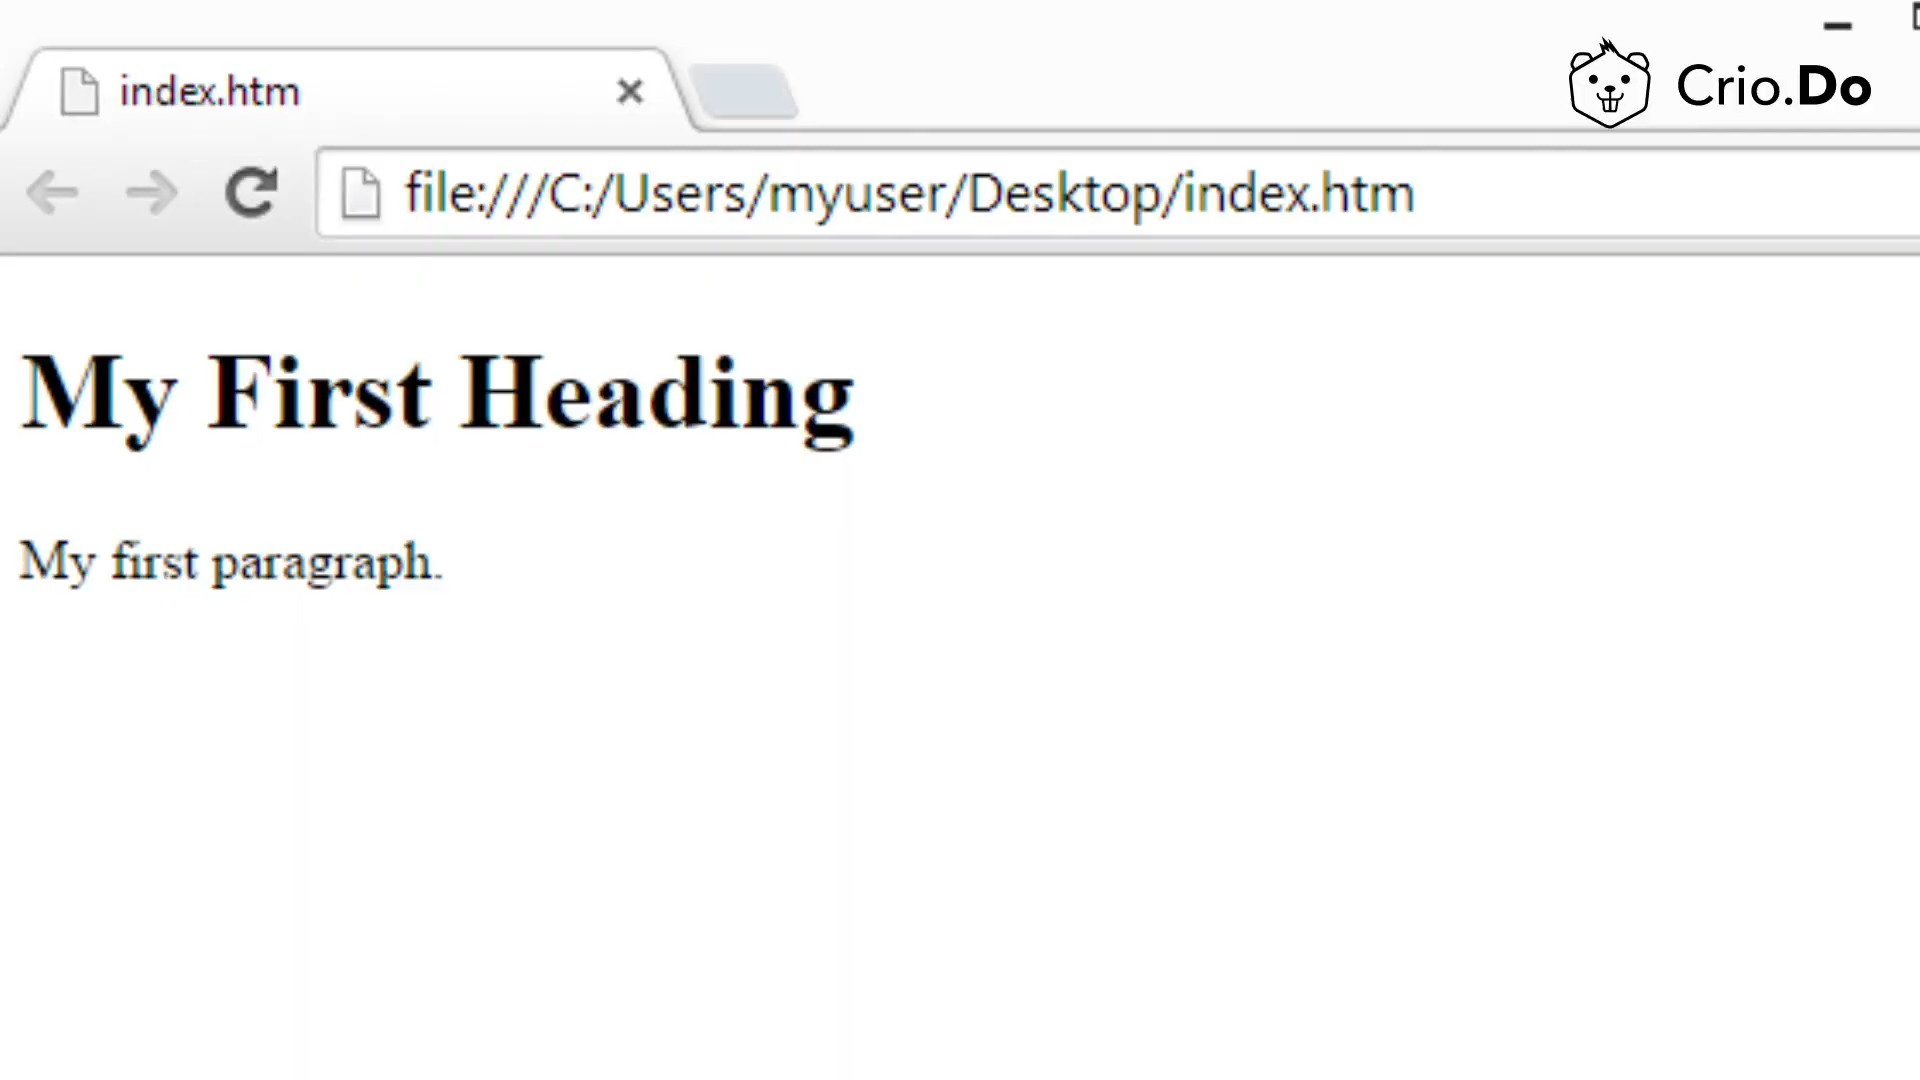 index.htm
Crio.Do
file:///C:/Users/myuser/Desktop/index.htm
My First Heading
My first paragraph.